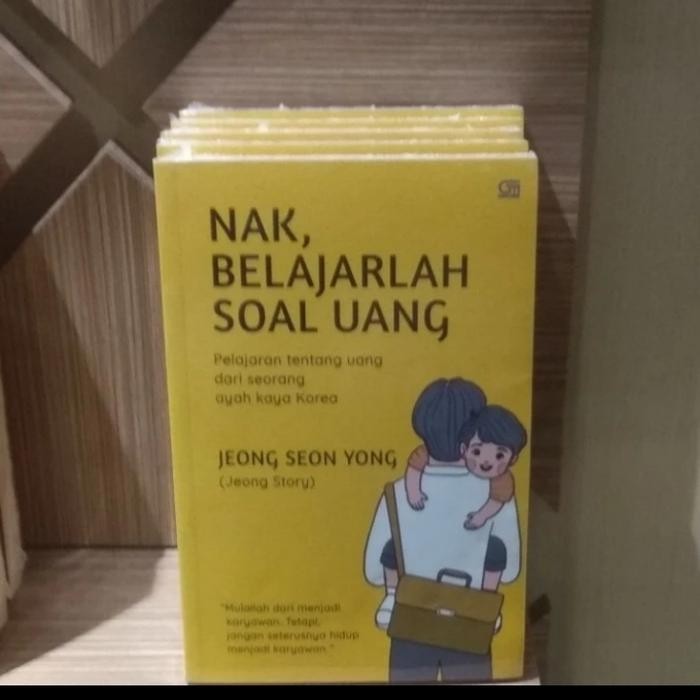 NAK,
BELAJARLAH
SOAL UANG
Pelajaran tentang uang
dari seorang
ayah kaya Korea
JEONG SEON YONG
(Jeong Story)
"Mulailah dari menjadi
karyawan. Tetapi,
jangan seterusnya hidup
menjadi karyawan."